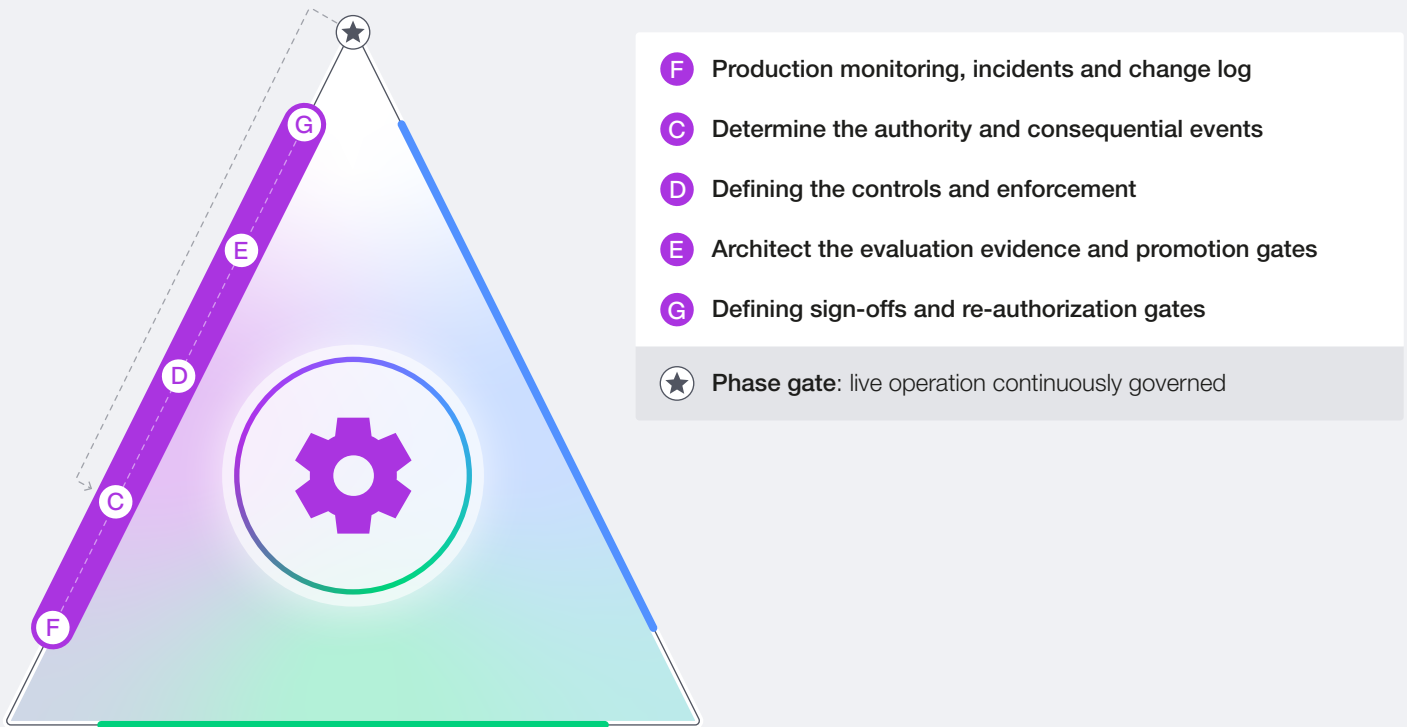 G
E
D
C
F
F Production monitoring, incidents and change log
C Determine the authority and consequential events
D Defining the controls and enforcement
E Architect the evaluation evidence and promotion gates
G Defining sign-offs and re-authorization gates
Phase gate: live operation continuously governed